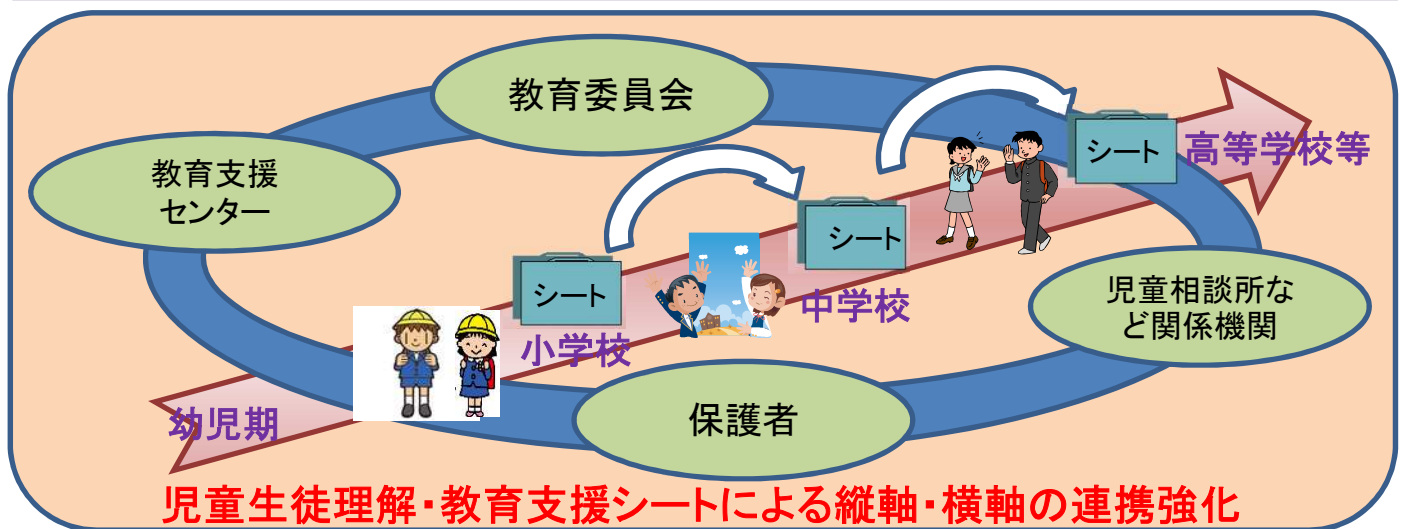 教育委員会
教育支援
センター
シート
高等学校等
シート
中学校
シート
小学校
児童相談所な
ど関係機関
幼児期
保護者
児童生徒理解・教育支援シートによる縦軸・横軸の連携強化